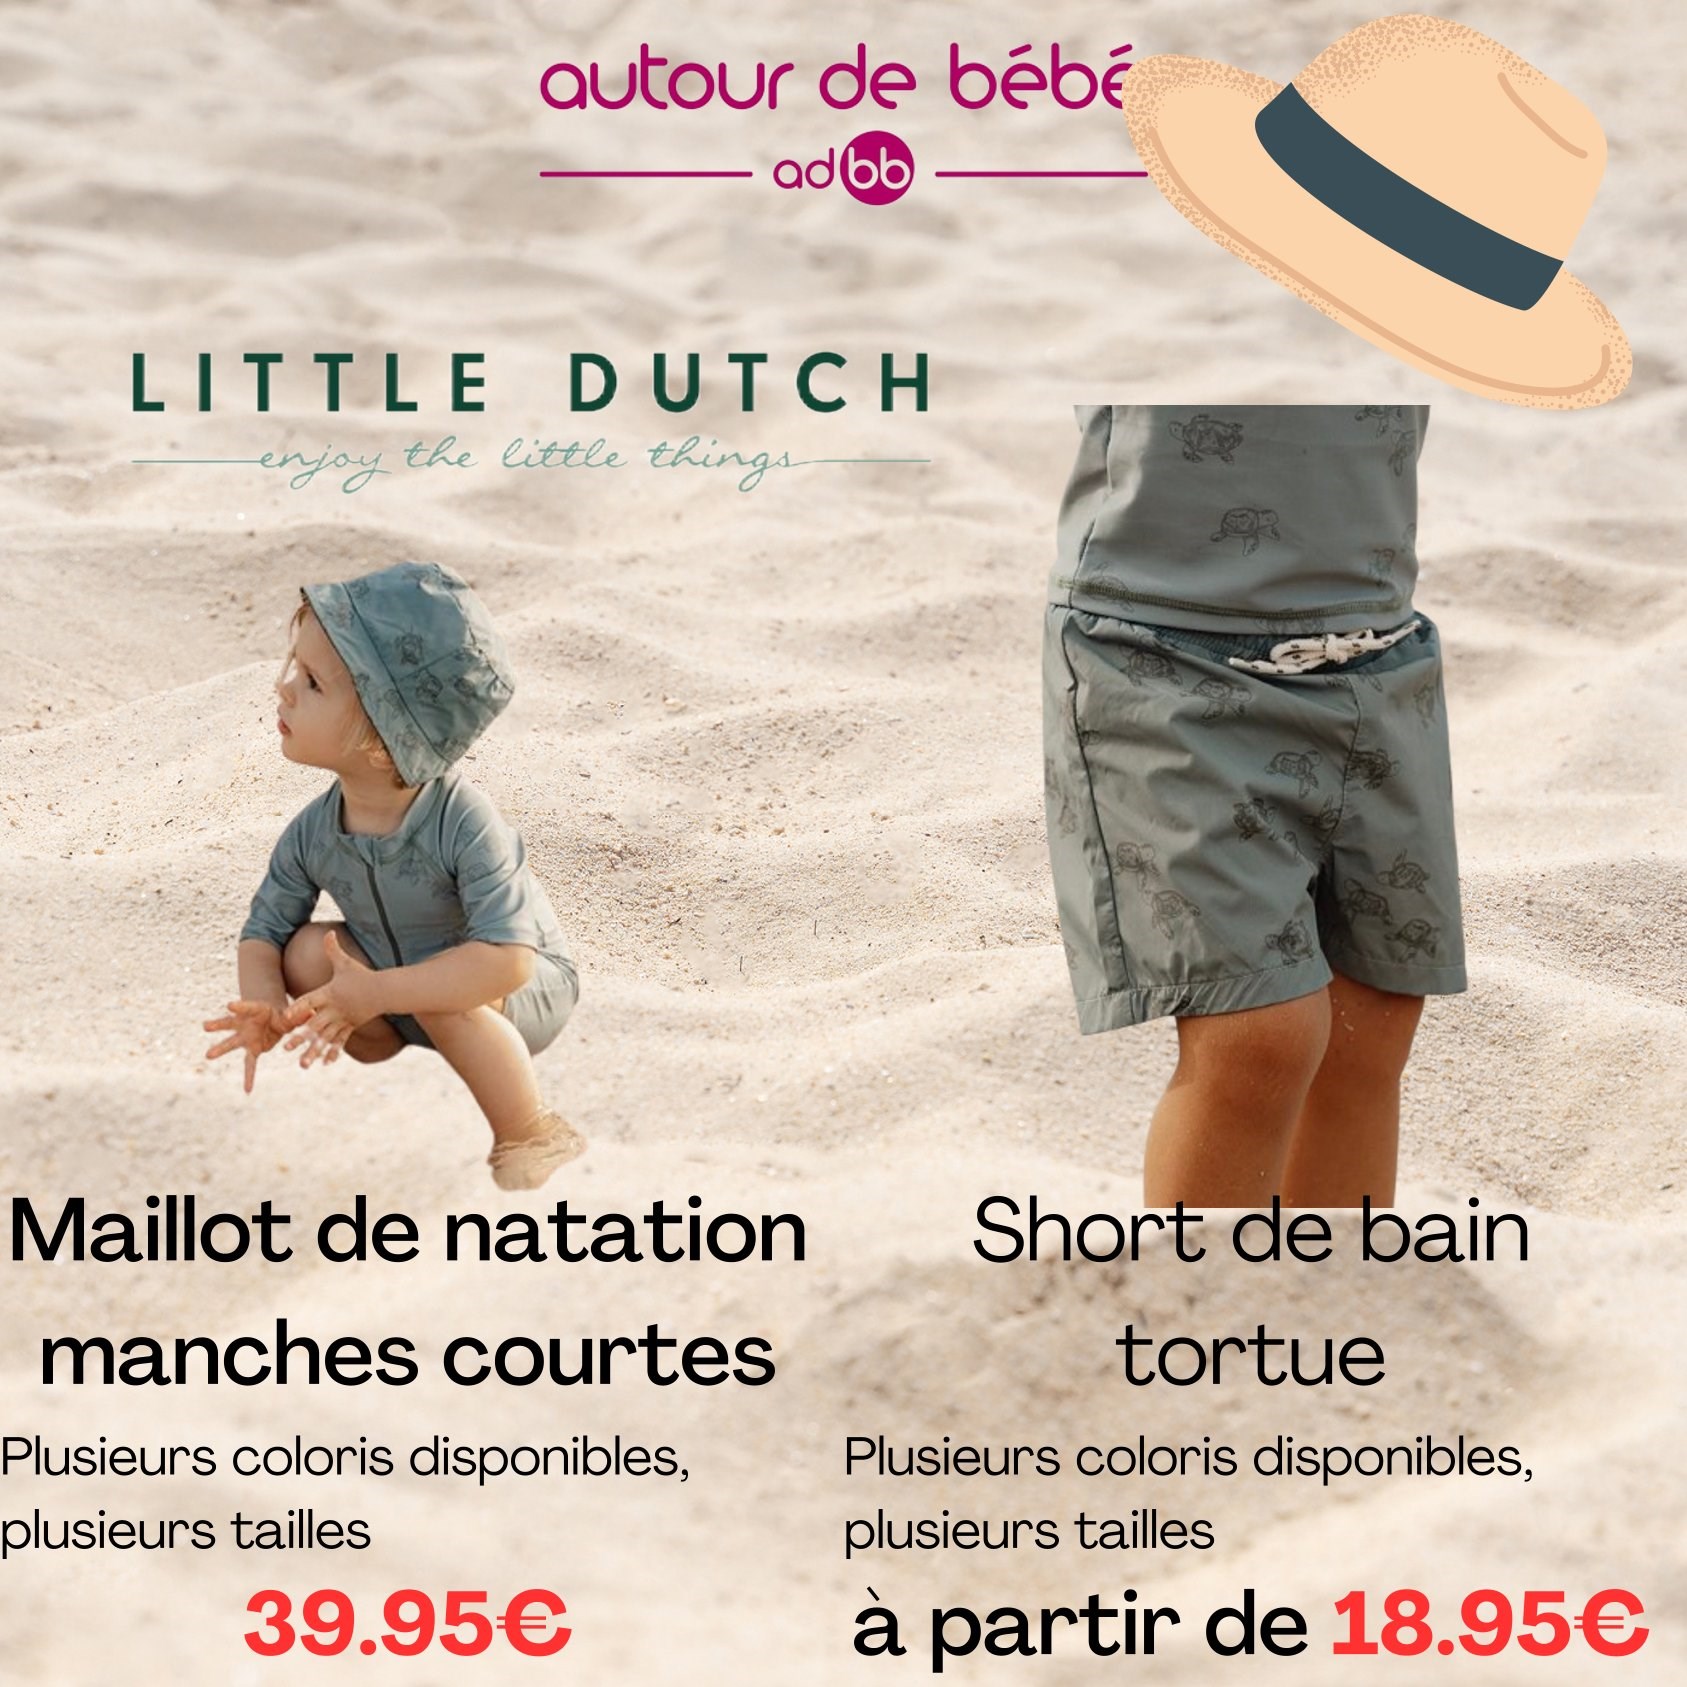 autour de bébé
adbb
LITTLE DUTCH
enjoy the little things
Maillot de natation
manches courtes
Plusieurs coloris disponibles,
plusieurs tailles
39.95€
Short de bain
tortue
Plusieurs coloris disponibles,
plusieurs tailles
à partir de 18.95€